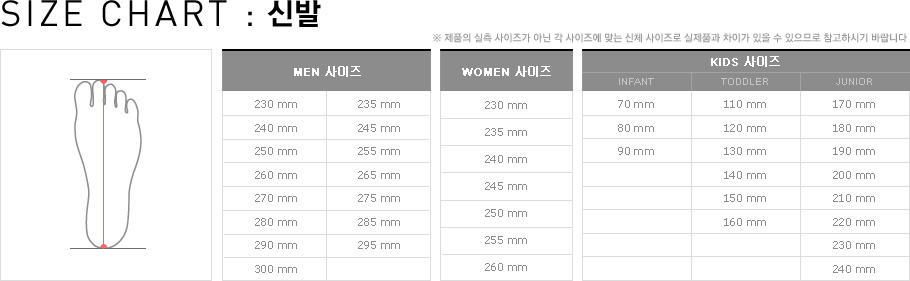 SIZE CHART : 신발
※ 제품의 실측 사이즈가 아닌 각 사이즈에 맞는 신체 사이즈로 실제품과 차이가 있을 수 있으므로 참고하시기 바랍니다
MEN 사이즈 WOMEN 사이즈 KIDS 사이즈
INFANT TODDLER JUNIOR
230 mm 235 mm 230 mm 70 mm 110 mm 170 mm
240 mm 245 mm 235 mm 80 mm 120 mm 180 mm
250 mm 255 mm 240 mm 90 mm 130 mm 190 mm
260 mm 265 mm 245 mm 140 mm 200 mm
270 mm 275 mm 250 mm 150 mm 210 mm
280 mm 285 mm 255 mm 160 mm 220 mm
290 mm 295 mm 260 mm 230 mm
300 mm 240 mm